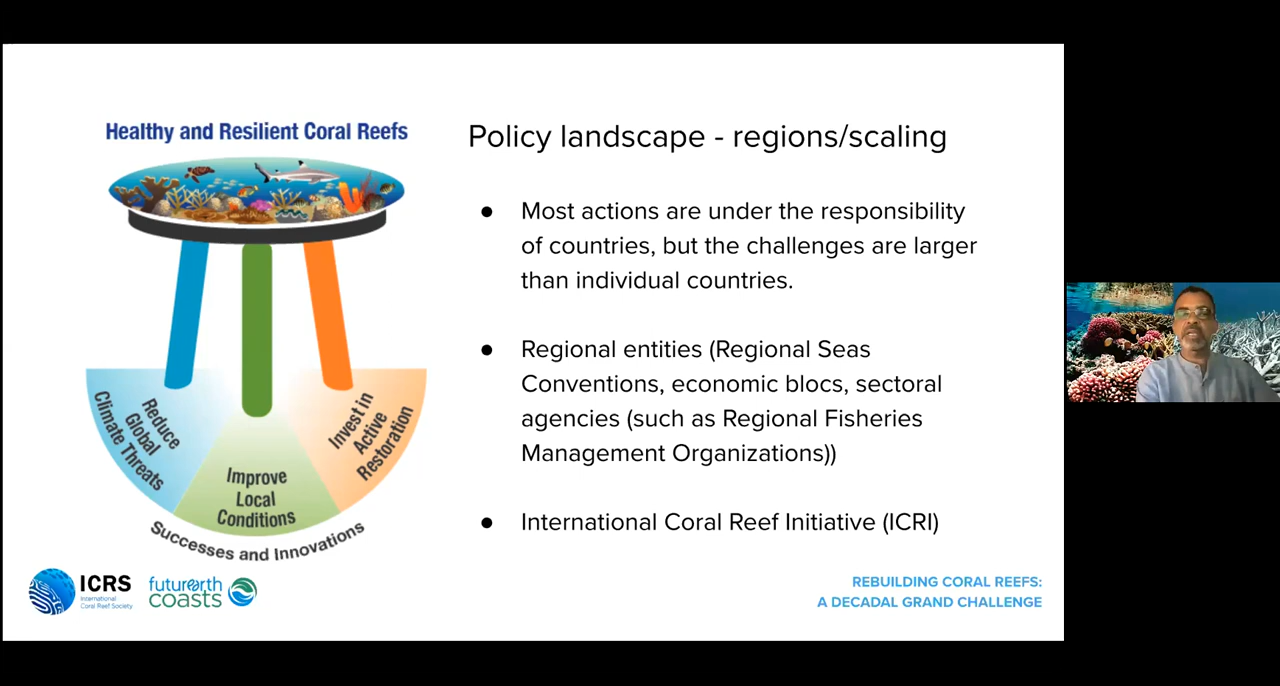 Healthy and Resilient Coral Reefs
Reduce
Global
Climate Threats
Improve
Local
Conditions
Invest in
Active
Restoration
Successes and Innovations
Policy landscape - regions/scaling
● Most actions are under the responsibility
of countries, but the challenges are larger
than individual countries.
● Regional entities (Regional Seas
Conventions, economic blocs, sectoral
agencies (such as Regional Fisheries
Management Organizations))
● International Coral Reef Initiative (ICRI)
ICRS
International
Coral Reef Society
futurearth
coasts
REBUILDING CORAL REEFS:
A DECADAL GRAND CHALLENGE